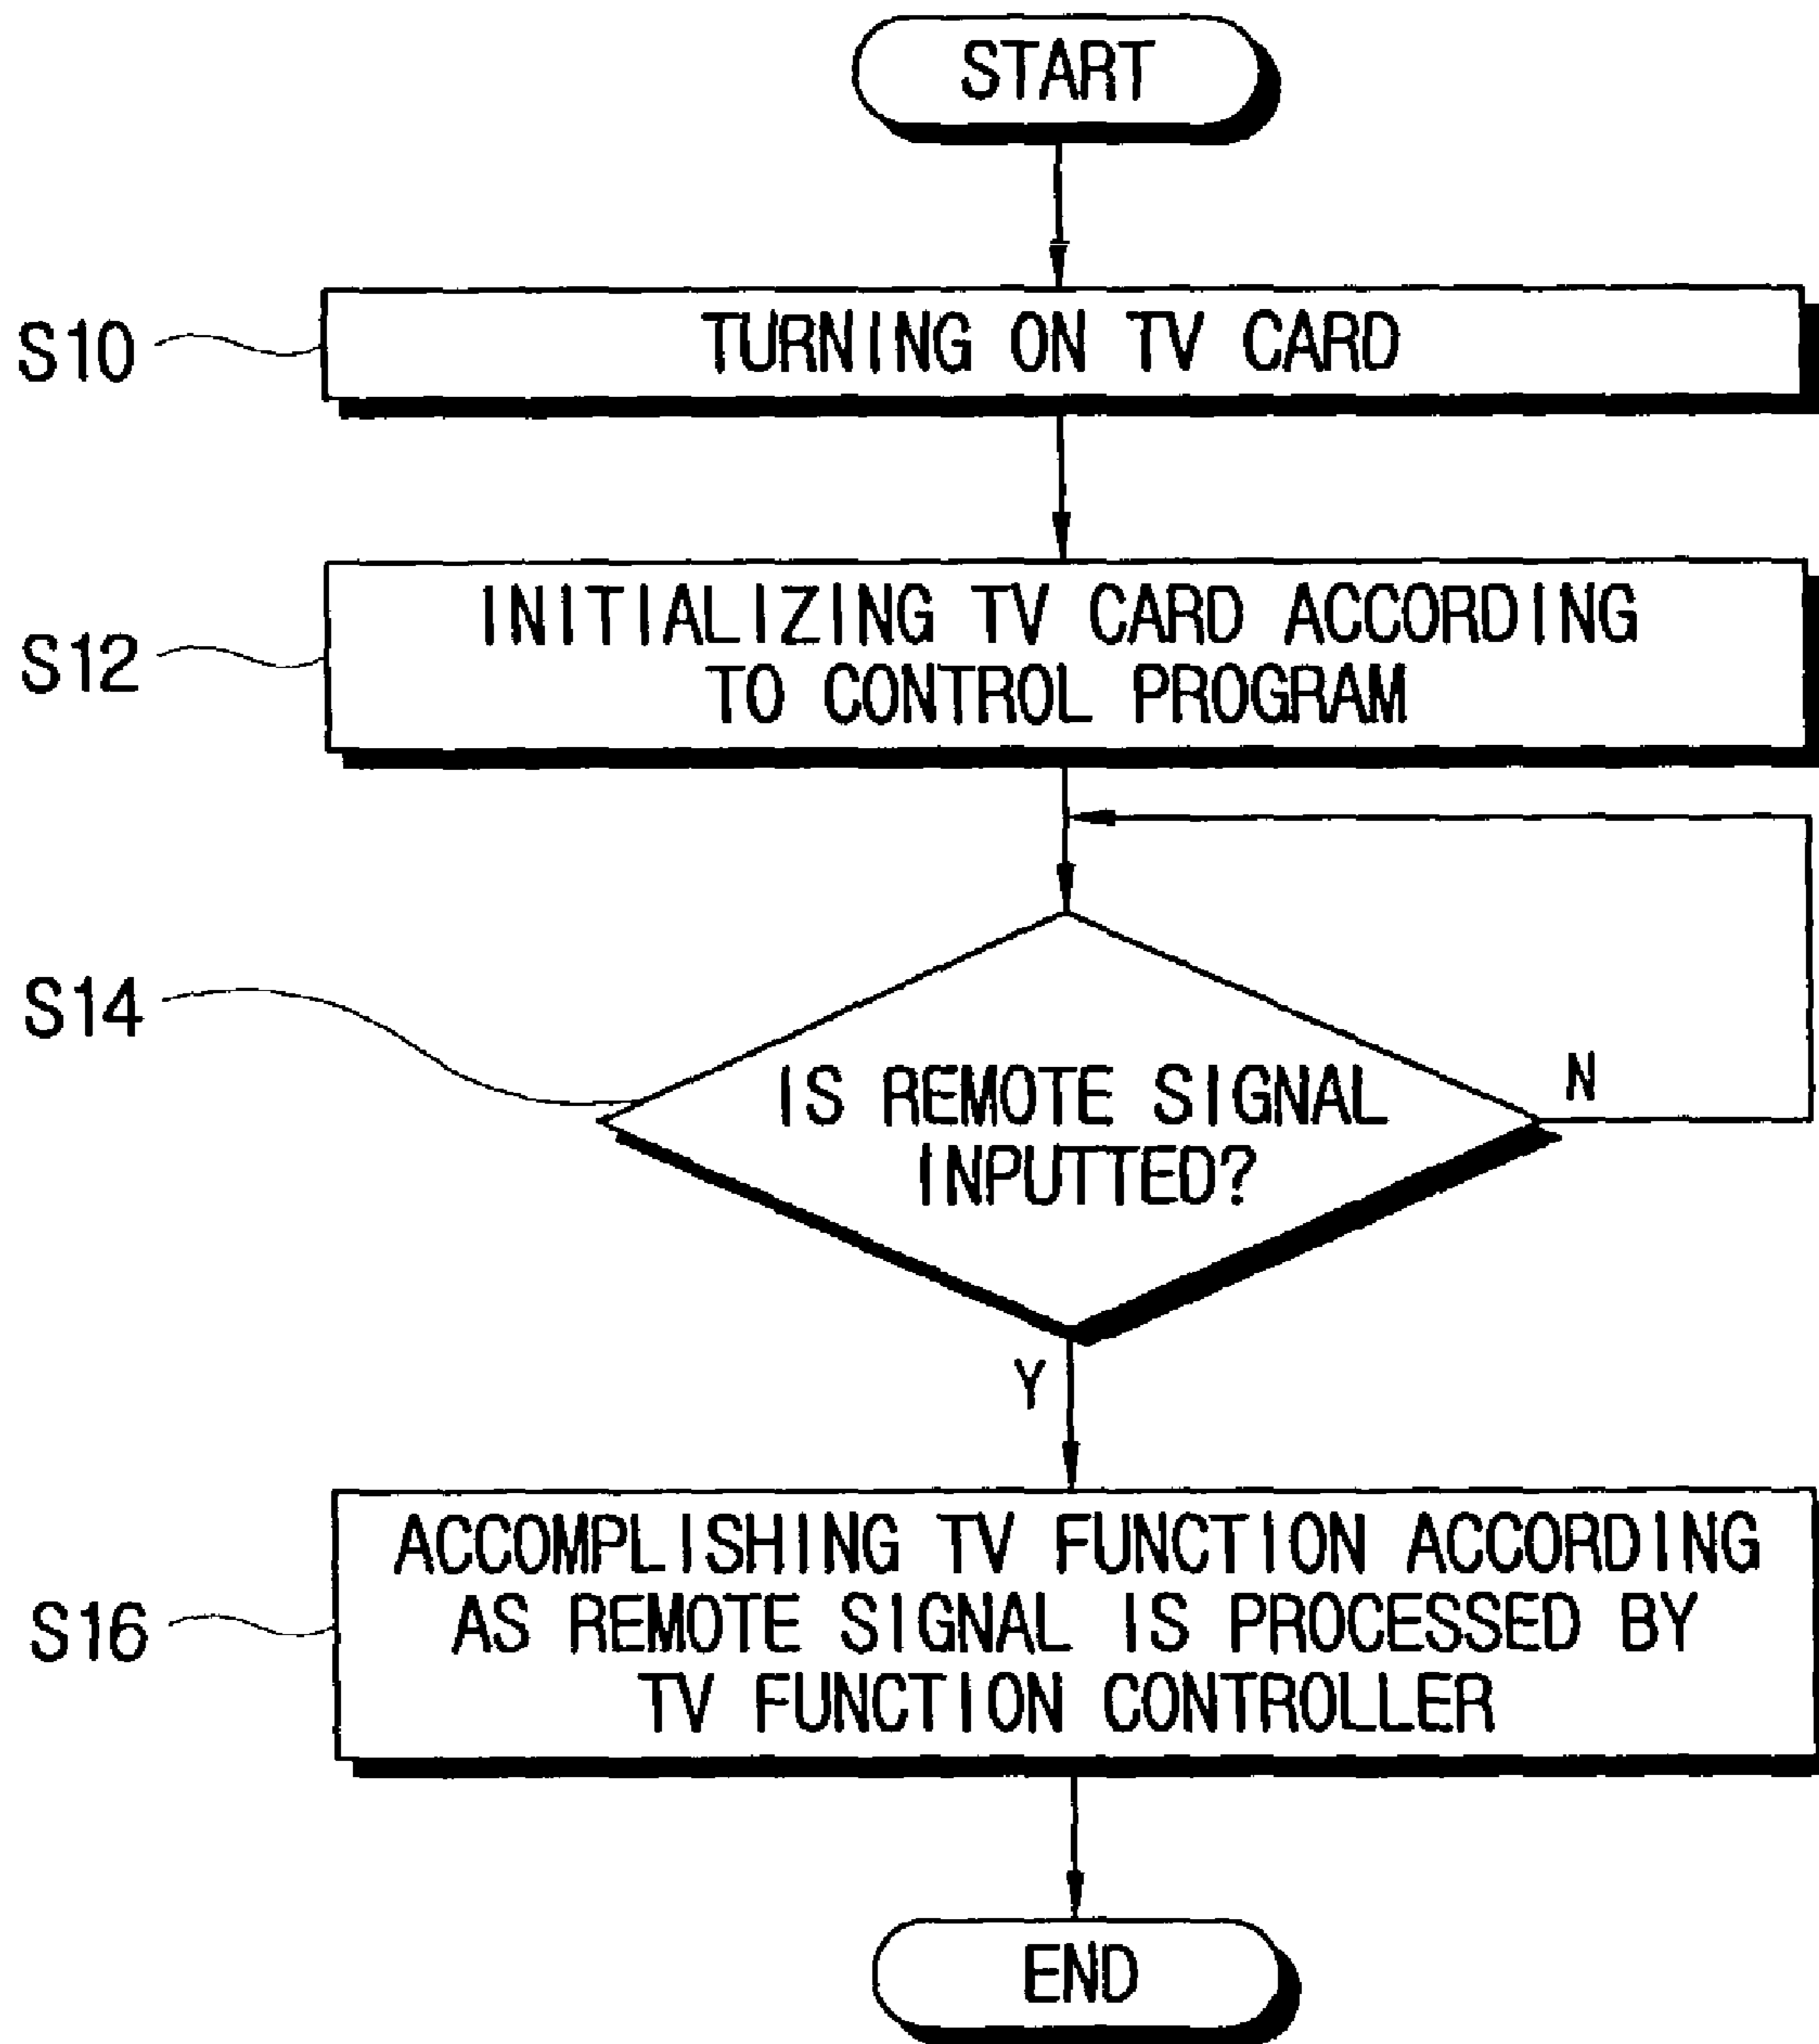 START
S10
TURNING ON TV CARD
S12
INITIALIZING TV CARD ACCORDING
TO CONTROL PROGRAM
S14
IS REMOTE SIGNAL
INPUTTED?
N
Y
S16
ACCOMPLISHING TV FUNCTION ACCORDING
AS REMOTE SIGNAL IS PROCESSED BY
TV FUNCTION CONTROLLER
END